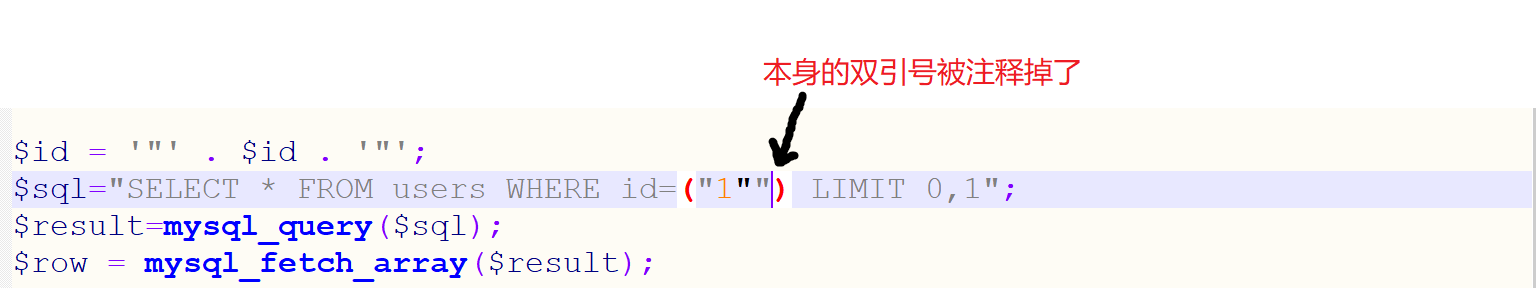 本身的双引号被注释掉了
$id = '"' . $id . '"';
$sql="SELECT * FROM users WHERE id=("1"") LIMIT 0,1";
$result=mysql_query($sql);
$row = mysql_fetch_array($result);